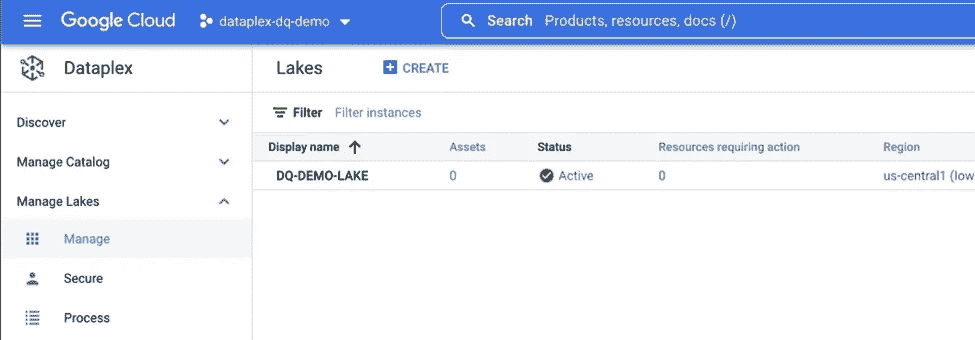 Google Cloud dataplex-dq-demo Search Products, resources, docs (/)
Dataplex Lakes CREATE
Filter Filter instances
Discover
Display name Assets Status Resources requiring action Region
Manage Catalog
DQ-DEMO-LAKE 0 Active 0 us-central1 (low
Manage Lakes
Manage
Secure
Process